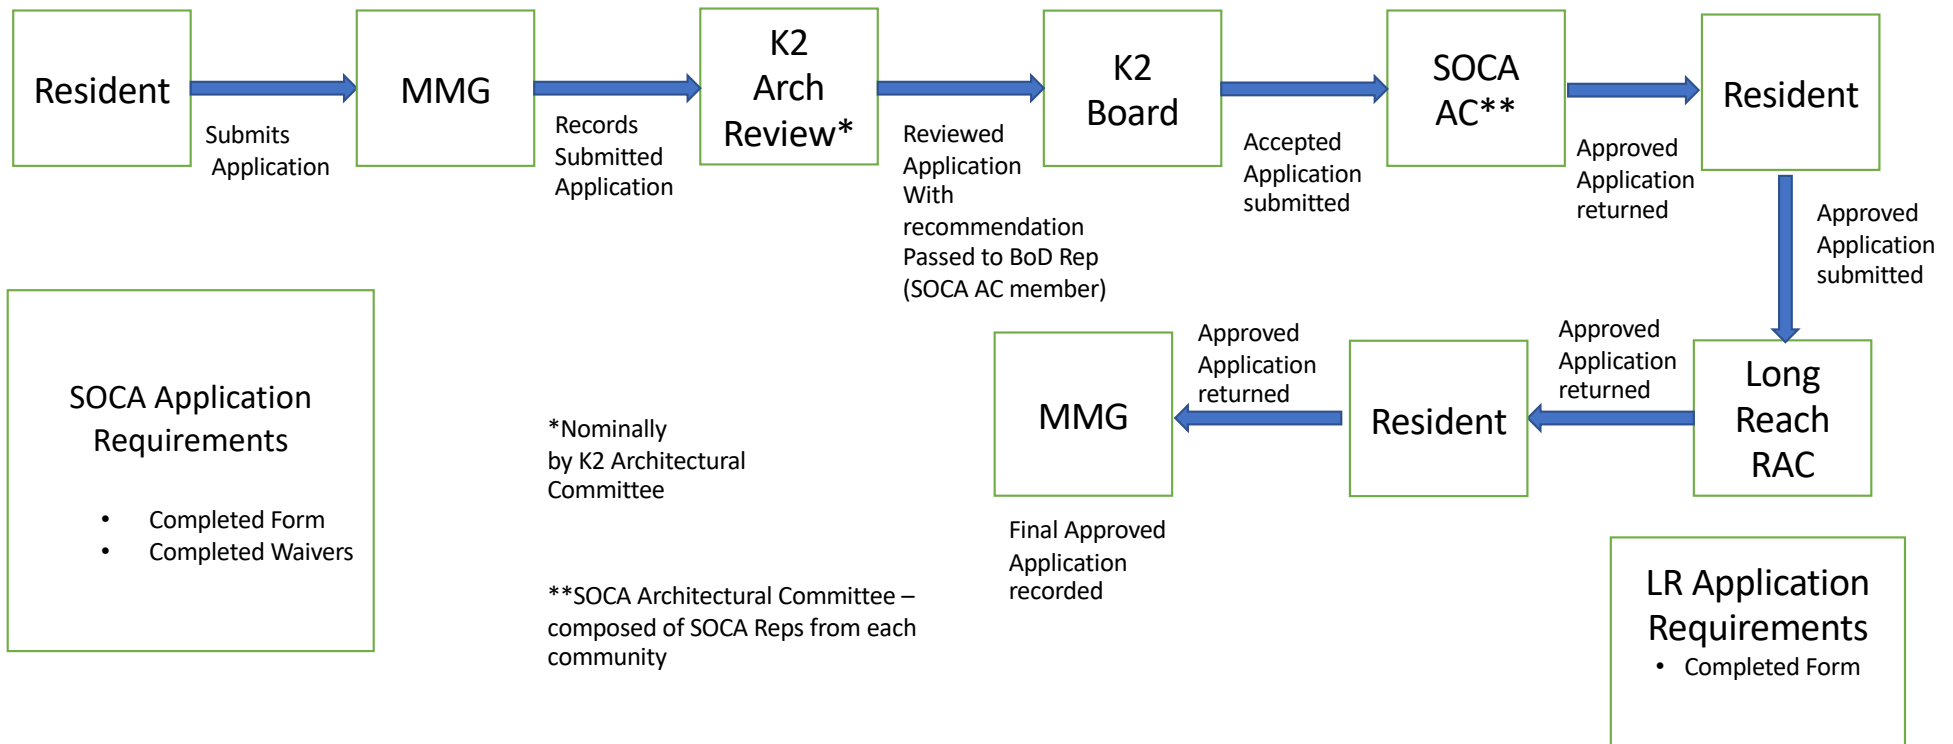 Resident
Submits
Application
MMG
Records
Submitted
Application
K2
Arch
Review*
Reviewed
Application
With
recommendation
Passed to BoD Rep
(SOCA AC member)
K2
Board
Accepted
Application
submitted
SOCA
AC**
Approved
Application
returned
Resident
Approved
Application
submitted
Long
Reach
RAC
Approved
Application
returned
Resident
Approved
Application
returned
MMG
Final Approved
Application
recorded
SOCA Application
Requirements
• Completed Form
• Completed Waivers
*Nominally
by K2 Architectural
Committee
**SOCA Architectural Committee –
composed of SOCA Reps from each
community
LR Application
Requirements
• Completed Form